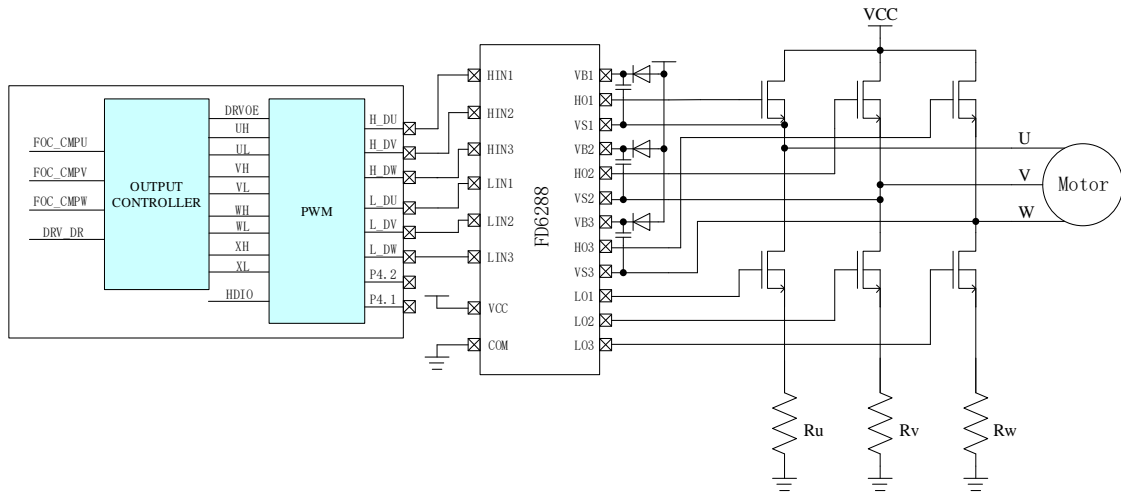 VCC
HIN1
HIN2
HIN3
LIN1
LIN2
LIN3
VCC
COM
FD6288
VB1
HO1
VS1
VB2
HO2
VS2
VB3
HO3
VS3
LO1
LO2
LO3
FOC_CMPU
FOC_CMPV
FOC_CMPW
DRV_DR
OUTPUT
CONTROLLER
DRVOE
UH
UL
VH
VL
WH
WL
XH
XL
HDIO
PWM
H_DU
H_DV
H_DW
L_DU
L_DV
L_DW
P4.2
P4.1
U
V
W
Motor
Ru
Rv
Rw